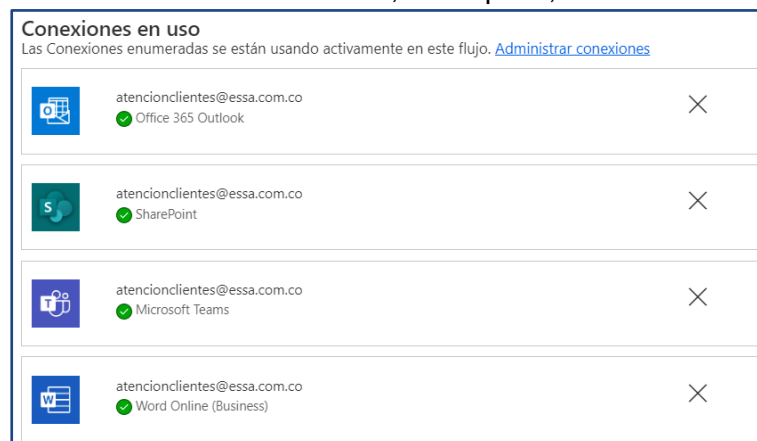 Conexiones en uso
Las Conexiones enumeradas se están usando activamente en este flujo. Administrar conexiones
atencionclientes@essa.com.co
Office 365 Outlook
atencionclientes@essa.com.co
SharePoint
atencionclientes@essa.com.co
Microsoft Teams
atencionclientes@essa.com.co
Word Online (Business)